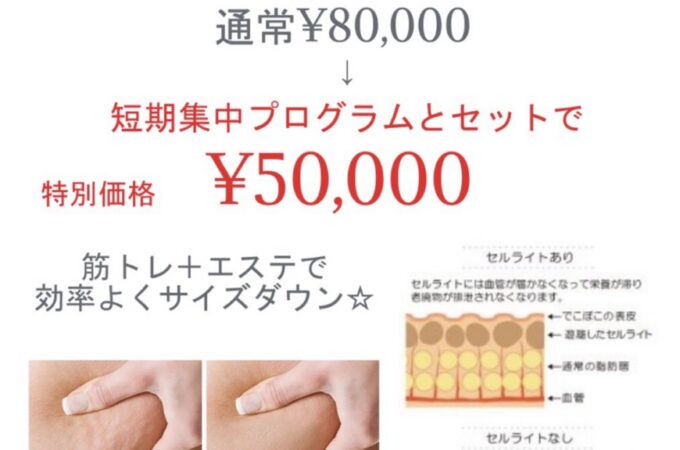 通常¥80,000
↓
短期集中プログラムとセットで
特別価格 ¥50,000
筋トレ＋エステで
効率よくサイズダウン☆
セルライトあり
セルライトには血管が届かなくなって栄養が滞り
老廃物が排泄されなくなります。
でこぼこの表皮
遊離したセルライト
通常の脂肪層
血管
セルライトなし